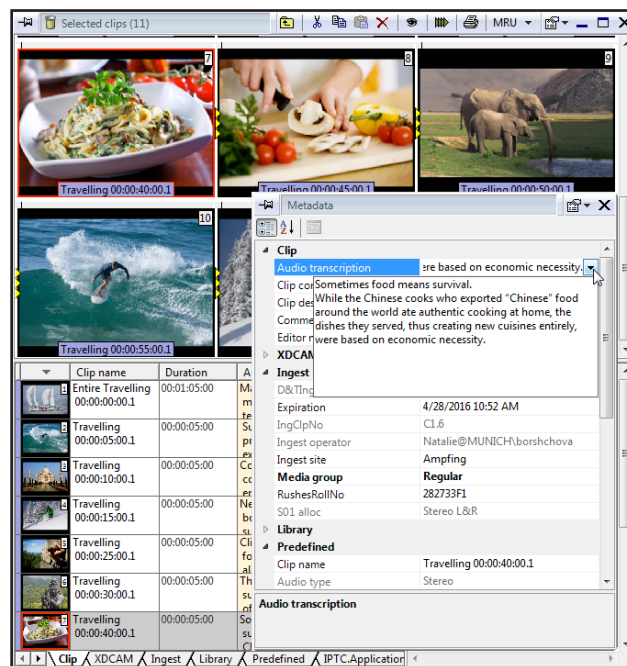 Selected clips (11)
MRU
7
8
9
Travelling 00:00:40:00.1
Travelling 00:00:45:00.1
Travelling 00:00:50:00.1
10
Travelling 00:00:55:00.1
Metadata
Clip
Audio transcription
ere based on economic necessity.
Clip
Sometimes food means survival.
While the Chinese cooks who exported "Chinese" food
around the world ate authentic cooking at home, the
dishes they served, thus creating new cuisines entirely,
were based on economic necessity.
Clip des
Comme
Editor
XDCAM
Ingest
Expiration 4/28/2016 10:52 AM
IngClpNo C1.6
Ingest operator Natalie@MUNICH\borshchova
Ingest site Ampfing
Media group Regular
RushesRollNo 282733F1
S01 alloc Stereo L&R
Library
Predefined
Clip name Travelling 00:00:40:00.1
Audio type Stereo
Audio transcription
Clip name Duration A
1 Entire Travelling 00:01:05:00
00:00:00:00.1
2 Travelling 00:00:05:00
00:00:05:00.1
3 Travelling 00:00:05:00
00:00:10:00.1
4 Travelling 00:00:05:00
00:00:15:00.1
5 Travelling 00:00:05:00
00:00:25:00.1
6 Travelling 00:00:05:00
00:00:30:00.1
7 Travelling 00:00:05:00
00:00:40:00.1
Clip XDCAM Ingest Library Predefined IPTC.Application